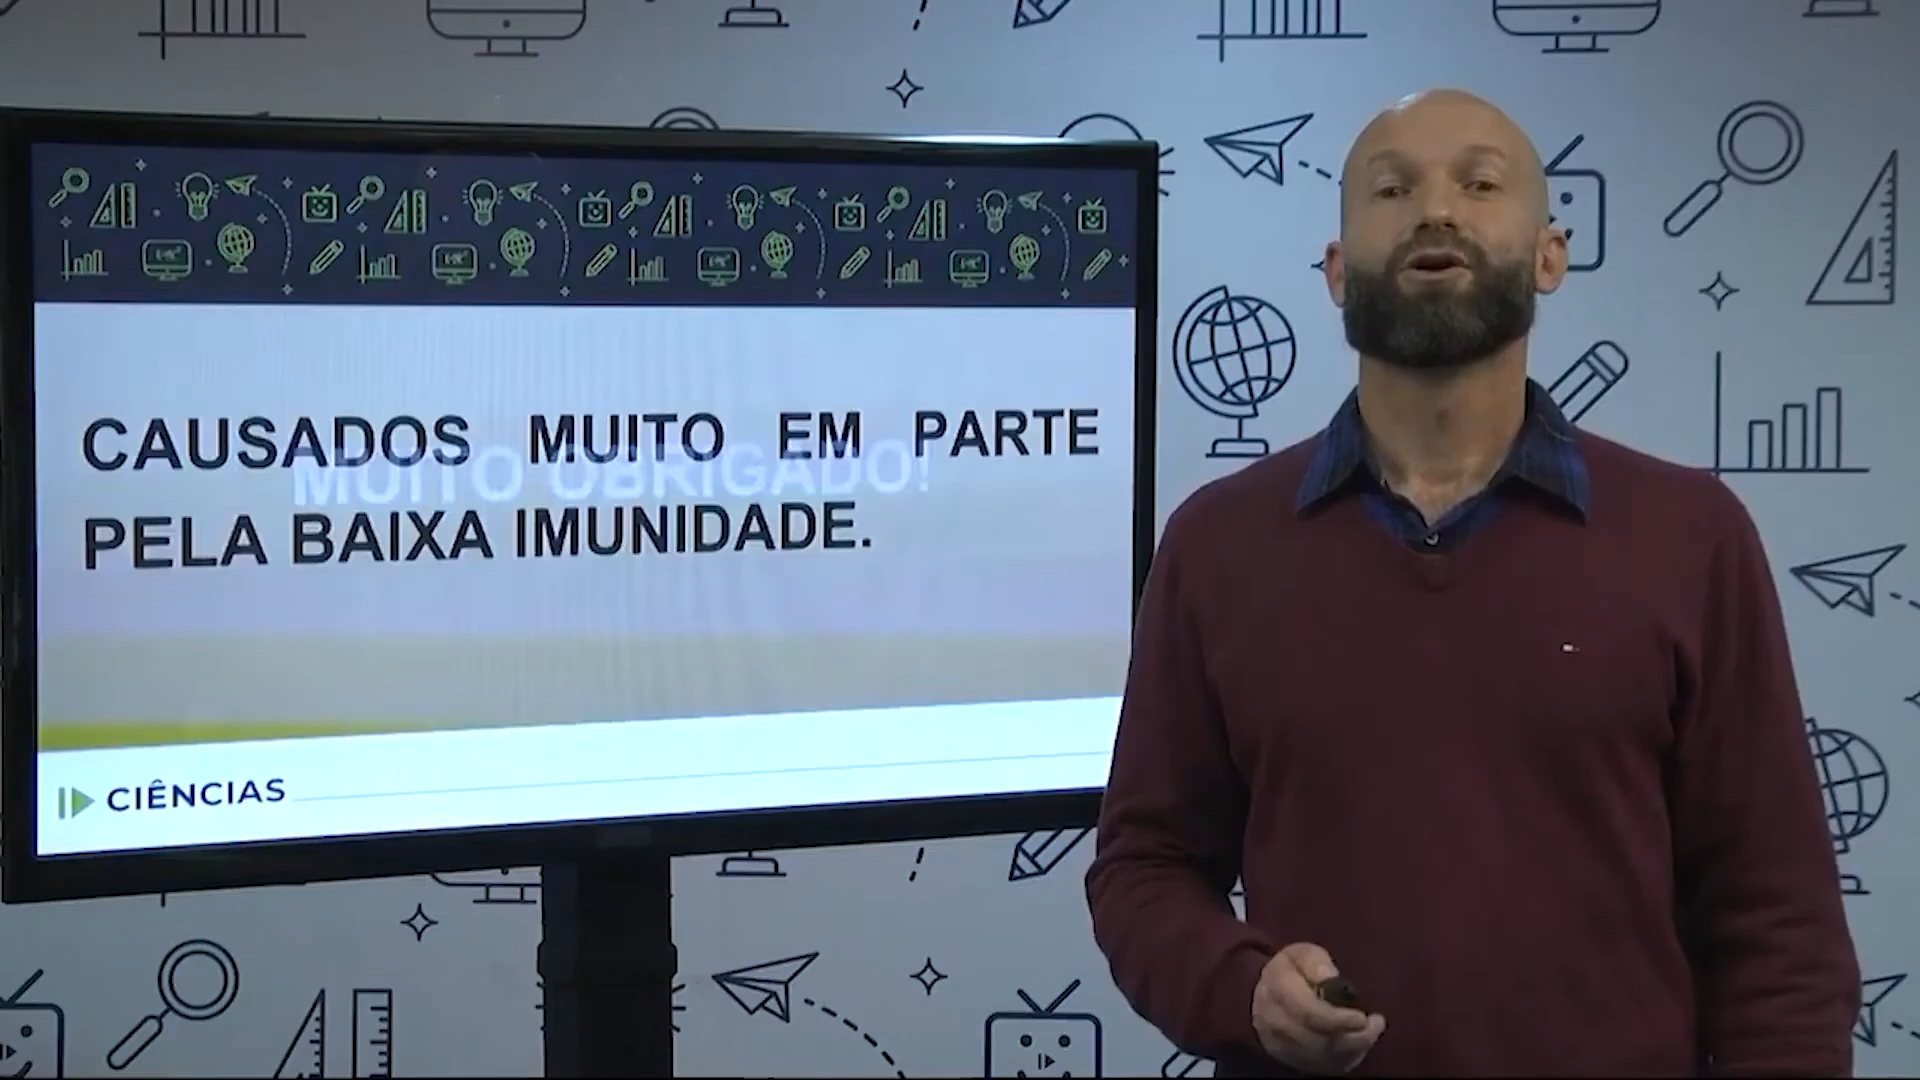 CAUSADOS MUITO EM PARTE
MUITO OBRIGADO!
PELA BAIXA IMUNIDADE.
CIÊNCIAS